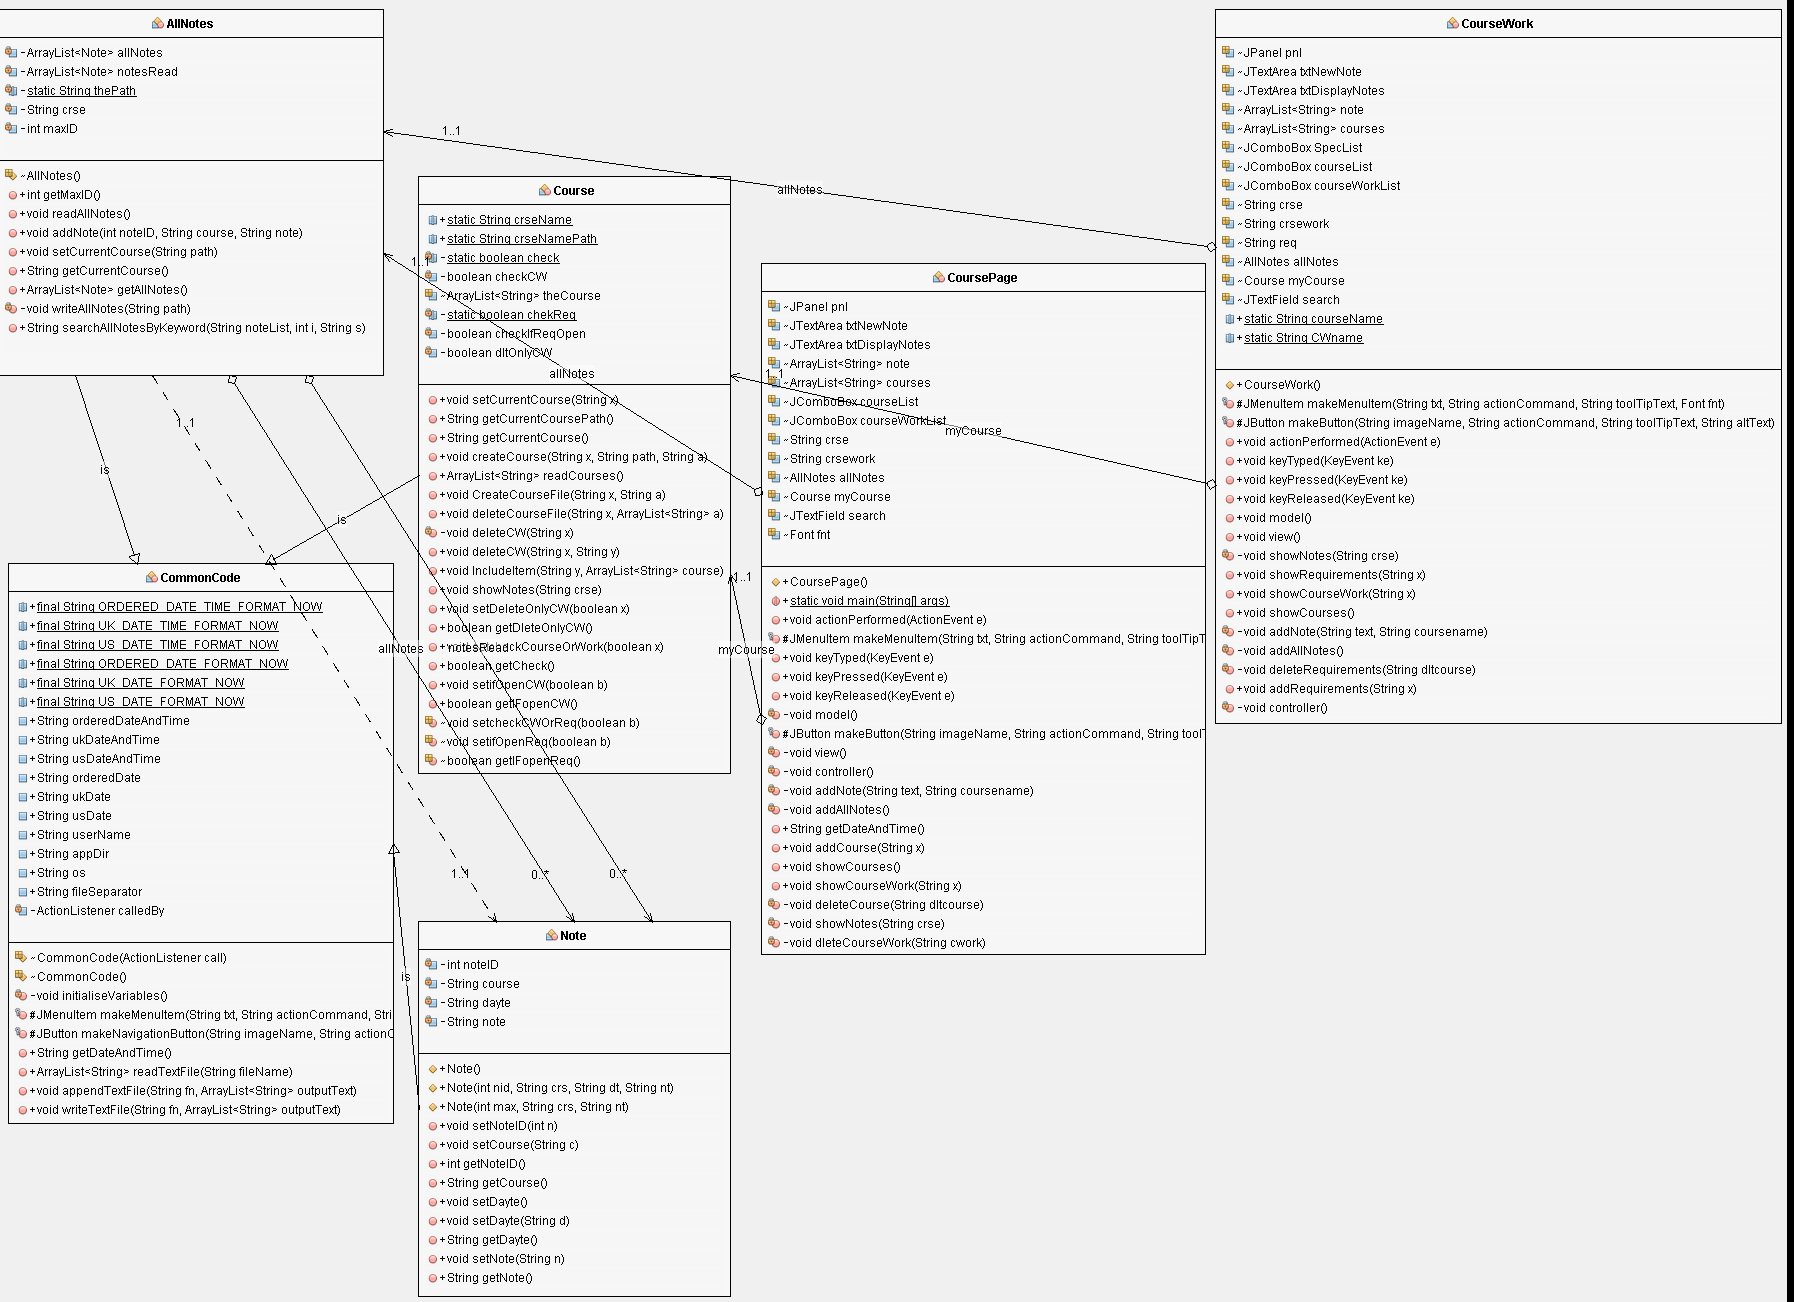 AllNotes
-ArrayList<Note> allNotes
-ArrayList<Note> notesRead
-static String thePath
-String crse
-int maxID
~AllNotes()
+int getMaxID()
+void readAllNotes()
+void addNote(int noteID, String course, String note)
+void setCurrentCourse(String path)
+String getCurrentCourse()
+ArrayList<Note> getAllNotes()
-void writeAllNotes(String path)
+String searchAllNotesByKeyword(String noteList, int i, String s)
1..1
allNotes
1..1
allNotes
1..1
myCourse
1..1
myCourse
is
1..1
is
allNotes
notesRead
1..1
0..*
0..*
is
Course
+static String crseName
+static String crseNamePath
-static boolean check
-boolean checkCW
~ArrayList<String> theCourse
-static boolean chekReq
-boolean checkIfReqOpen
-boolean dltOnlyCW
+void setCurrentCourse(String x)
+String getCurrentCoursePath()
+String getCurrentCourse()
+void createCourse(String x, String path, String a)
+ArrayList<String> readCourses()
+void CreateCourseFile(String x, String a)
+void deleteCourseFile(String x, ArrayList<String> a)
-void deleteCW(String x)
+void deleteCW(String x, String y)
+void IncludeItem(String y, ArrayList<String> course)
+void showNotes(String crse)
+void setDeleteOnlyCW(boolean x)
+boolean getDleteOnlyCW()
+boolean getCheck()
+void setifOpenCW(boolean b)
+boolean getIfopenCW()
~void setcheckCWOrReq(boolean b)
~void setifOpenReq(boolean b)
~boolean getIFopenReq()
CoursePage
~JPanel pnl
~JTextArea txtNewNote
~JTextArea txtDisplayNotes
~ArrayList<String> note
~ArrayList<String> courses
~JComboBox courseList
~JComboBox courseWorkList
~String crse
~String crsework
~AllNotes allNotes
~Course myCourse
~JTextField search
~Font fnt
+CoursePage()
+static void main(String[] args)
+void actionPerformed(ActionEvent e)
#JMenuItem makeMenuItem(String txt, String actionCommand, String toolTipT
+void keyTyped(KeyEvent e)
+void keyPressed(KeyEvent e)
+void keyReleased(KeyEvent e)
-void model()
#JButton makeButton(String imageName, String actionCommand, String tool
-void view()
-void controller()
-void addNote(String text, String coursename)
-void addAllNotes()
+String getDateAndTime()
+void addCourse(String x)
+void showCourses()
+void showCourseWork(String x)
-void deleteCourse(String dltcourse)
-void showNotes(String crse)
-void dleteCourseWork(String cwork)
CourseWork
~JPanel pnl
~JTextArea txtNewNote
~JTextArea txtDisplayNotes
~ArrayList<String> note
~ArrayList<String> courses
~JComboBox SpecList
~JComboBox courseList
~JComboBox courseWorkList
~String crse
~String crsework
~String req
~AllNotes allNotes
~Course myCourse
~JTextField search
+static String courseName
+static String CWname
+CourseWork()
#JMenuItem makeMenuItem(String txt, String actionCommand, String toolTipText, Font fnt)
#JButton makeButton(String imageName, String actionCommand, String toolTipText, String altText)
+void actionPerformed(ActionEvent e)
+void keyTyped(KeyEvent ke)
+void keyPressed(KeyEvent ke)
+void keyReleased(KeyEvent ke)
+void model()
+void view()
-void showNotes(String crse)
+void showRequirements(String x)
+void showCourseWork(String x)
+void showCourses()
-void addNote(String text, String coursename)
-void addAllNotes()
-void deleteRequirements(String dltcourse)
+void addRequirements(String x)
-void controller()
CommonCode
+final String ORDERED_DATE_TIME_FORMAT_NOW
+final String UK_DATE_TIME_FORMAT_NOW
+final String US_DATE_TIME_FORMAT_NOW
+final String ORDERED_DATE_FORMAT_NOW
+final String UK_DATE_FORMAT_NOW
+final String US_DATE_FORMAT_NOW
+String orderedDateAndTime
+String ukDateAndTime
+String usDateAndTime
+String orderedDate
+String ukDate
+String usDate
+String userName
+String appDir
+String os
+String fileSeparator
-ActionListener calledBy
~CommonCode(ActionListener call)
~CommonCode()
-void initialiseVariables()
#JMenuItem makeMenuItem(String txt, String actionCommand, Stri
#JButton makeNavigationButton(String imageName, String actionC
+String getDateAndTime()
+ArrayList<String> readTextFile(String fileName)
+void appendTextFile(String fn, ArrayList<String> outputText)
+void writeTextFile(String fn, ArrayList<String> outputText)
Note
-int noteID
-String course
-String dayte
-String note
+Note()
+Note(int nid, String crs, String dt, String nt)
+Note(int max, String crs, String nt)
+void setNoteID(int n)
+void setCourse(String c)
+int getNoteID()
+String getCourse()
+void setDayte()
+void setDayte(String d)
+String getDayte()
+void setNote(String n)
+String getNote()